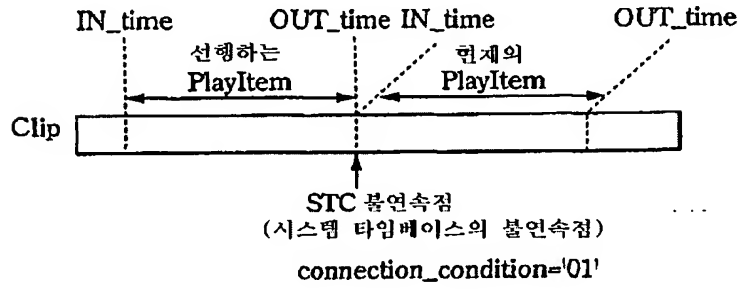 IN_time OUT_time IN_time OUT_time
선행하는 현재의
PlayItem PlayItem
Clip
STC 불연속점
(시스템 타임베이스의 불연속점)
connection_condition='01'